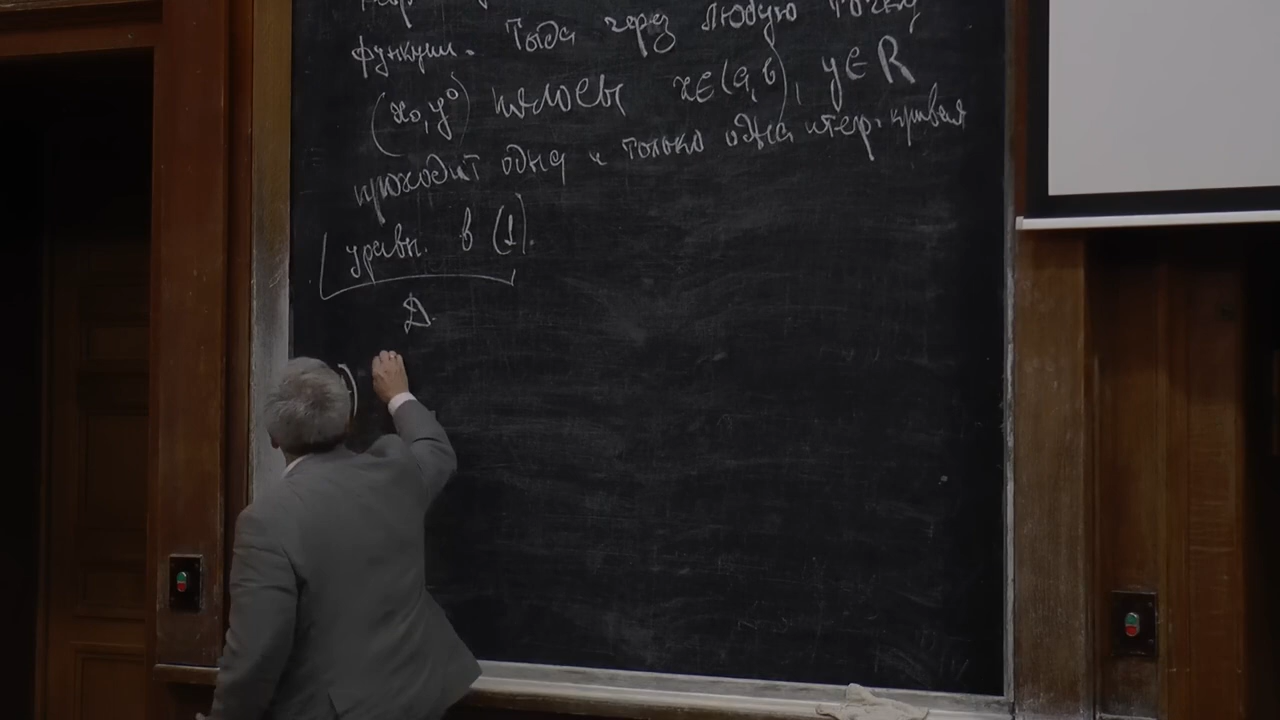 функции. Тогда через любую точку
(x₀, y⁰) полосы x∈(a,b), y∈R
проходит одна и только одна интегр. кривая
уравн. в (1).
Д.